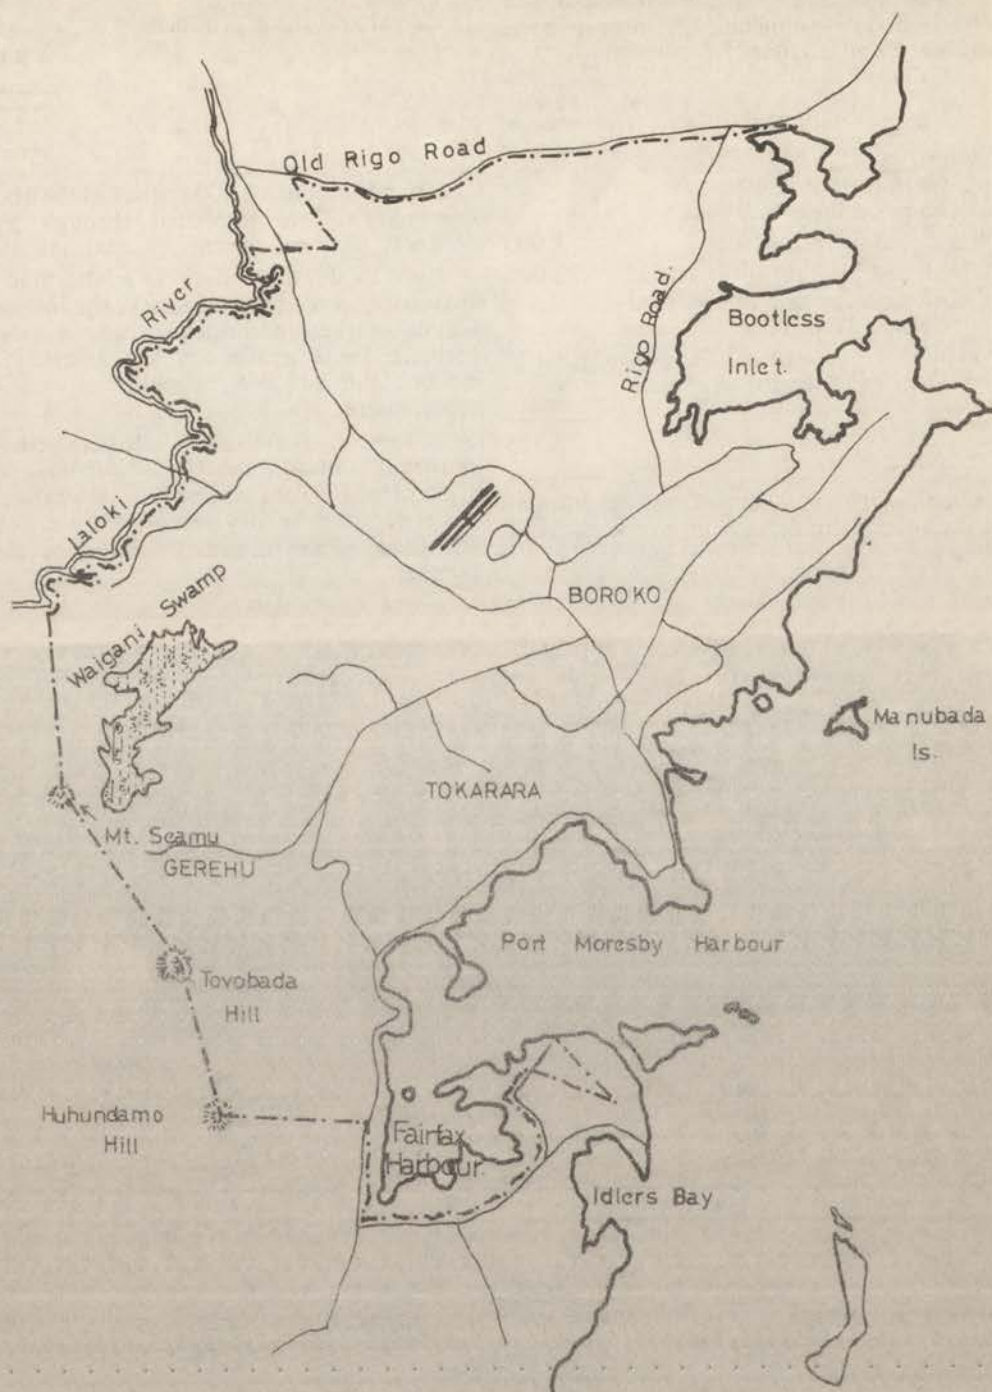 Old Rigo Road
River
Rigo Road.
Bootless
Inlet.
Laloki
BOROKO
Waigani Swamp
Manubada
Is.
TOKARARA
Mt. Seamu
GEREHU
Port Moresby Harbour
Tovobada
Hill
Huhundamo
Hill
Fairfax
Harbour
Idlers Bay